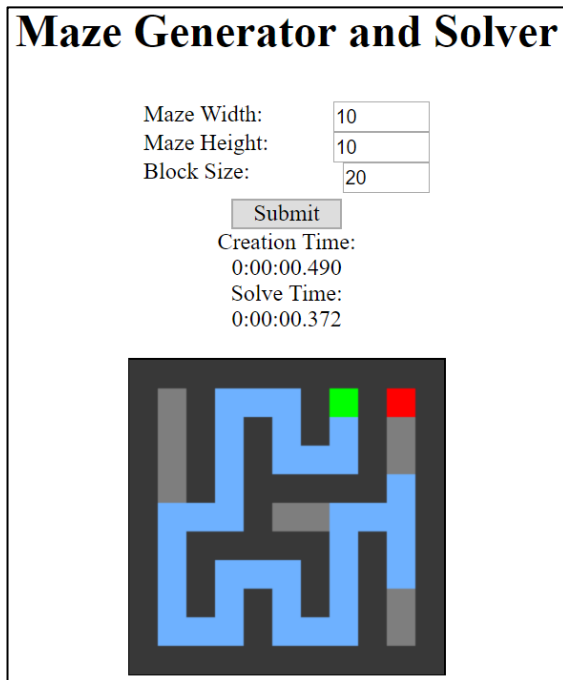 Maze Generator and Solver
Maze Width: 10
Maze Height: 10
Block Size: 20
Submit
Creation Time:
0:00:00.490
Solve Time:
0:00:00.372